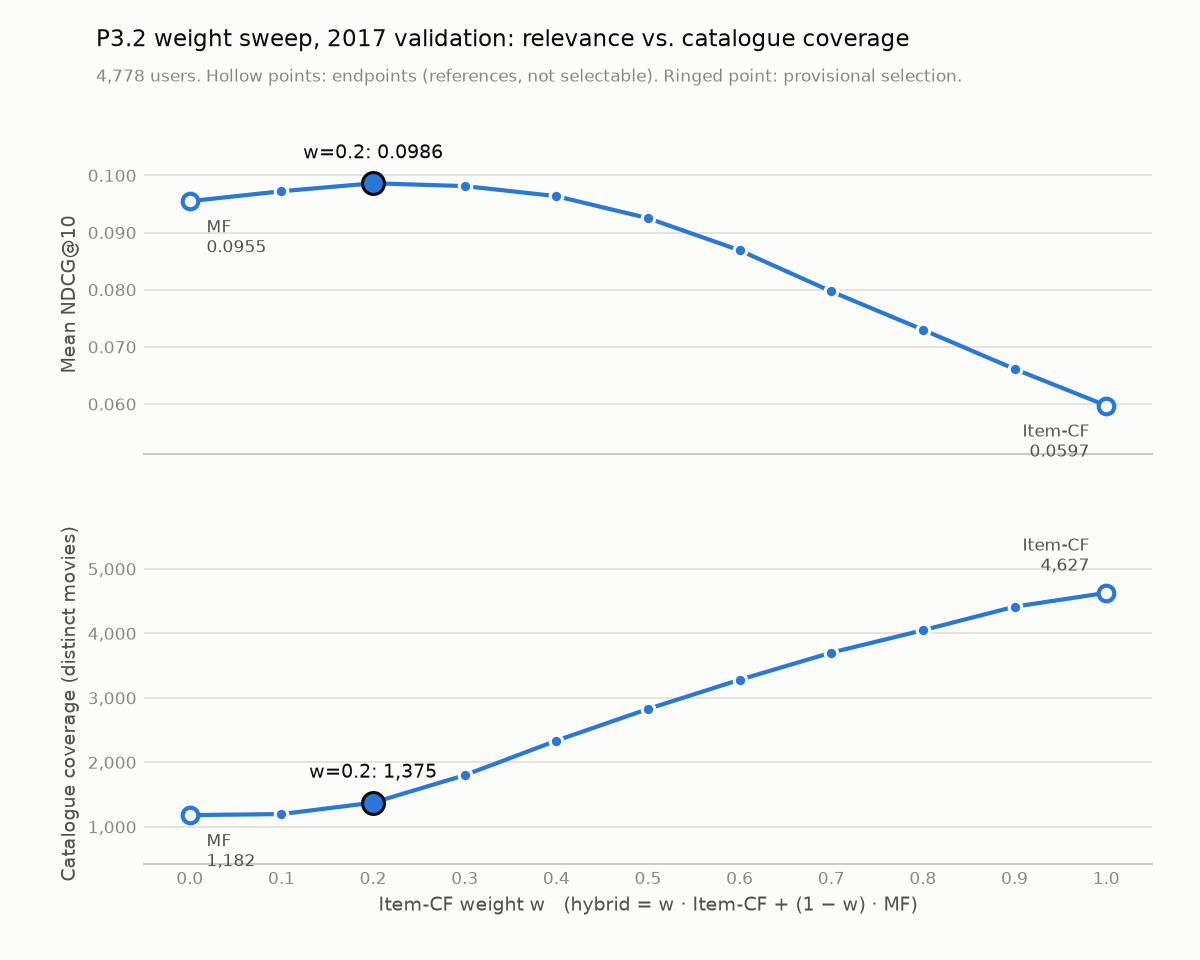 P3.2 weight sweep, 2017 validation: relevance vs. catalogue coverage
4,778 users. Hollow points: endpoints (references, not selectable). Ringed point: provisional selection.
w=0.2: 0.0986
0.100
MF
0.0955
0.090
0.080
0.070
0.060
Mean NDCG@10
Item-CF
0.0597
Item-CF
4,627
5,000
4,000
3,000
2,000
w=0.2: 1,375
1,000
MF
1,182
Catalogue coverage (distinct movies)
0.0 0.1 0.2 0.3 0.4 0.5 0.6 0.7 0.8 0.9 1.0
Item-CF weight w (hybrid = w · Item-CF + (1 − w) · MF)